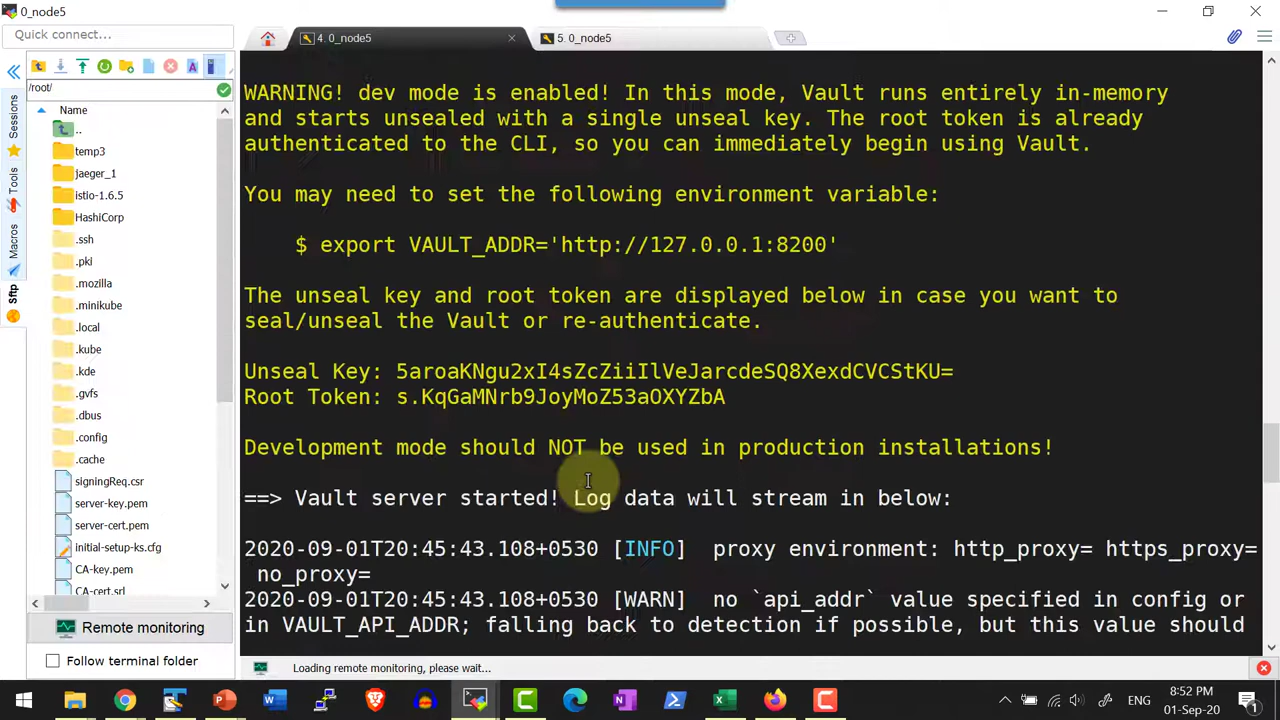 0_node5
Quick connect...
4. 0_node5
5. 0_node5
/root/
Name
..
temp3
jaeger_1
istio-1.6.5
HashiCorp
.ssh
.pki
.mozilla
.minikube
.local
.kube
.kde
.gvfs
.dbus
.config
.cache
signingReq.csr
server-key.pem
server-cert.pem
initial-setup-ks.cfg
CA-key.pem
CA-cert.srl
Sessions
Tools
Macros
Sftp
Remote monitoring
Follow terminal folder
WARNING! dev mode is enabled! In this mode, Vault runs entirely in-memory
and starts unsealed with a single unseal key. The root token is already
authenticated to the CLI, so you can immediately begin using Vault.
You may need to set the following environment variable:
$ export VAULT_ADDR='http://127.0.0.1:8200'
The unseal key and root token are displayed below in case you want to
seal/unseal the Vault or re-authenticate.
Unseal Key: 5aroaKNgu2xI4sZcZiiIlVeJarcdeSQ8XexdCVCStKU=
Root Token: s.KqGaMNrb9JoyMoZ53aOXYZbA
Development mode should NOT be used in production installations!
==> Vault server started! Log data will stream in below:
2020-09-01T20:45:43.108+0530 [INFO]  proxy environment: http_proxy= https_proxy=
no_proxy=
2020-09-01T20:45:43.108+0530 [WARN]  no `api_addr` value specified in config or
in VAULT_API_ADDR; falling back to detection if possible, but this value should
Loading remote monitoring, please wait...
ENG
8:52 PM
01-Sep-20